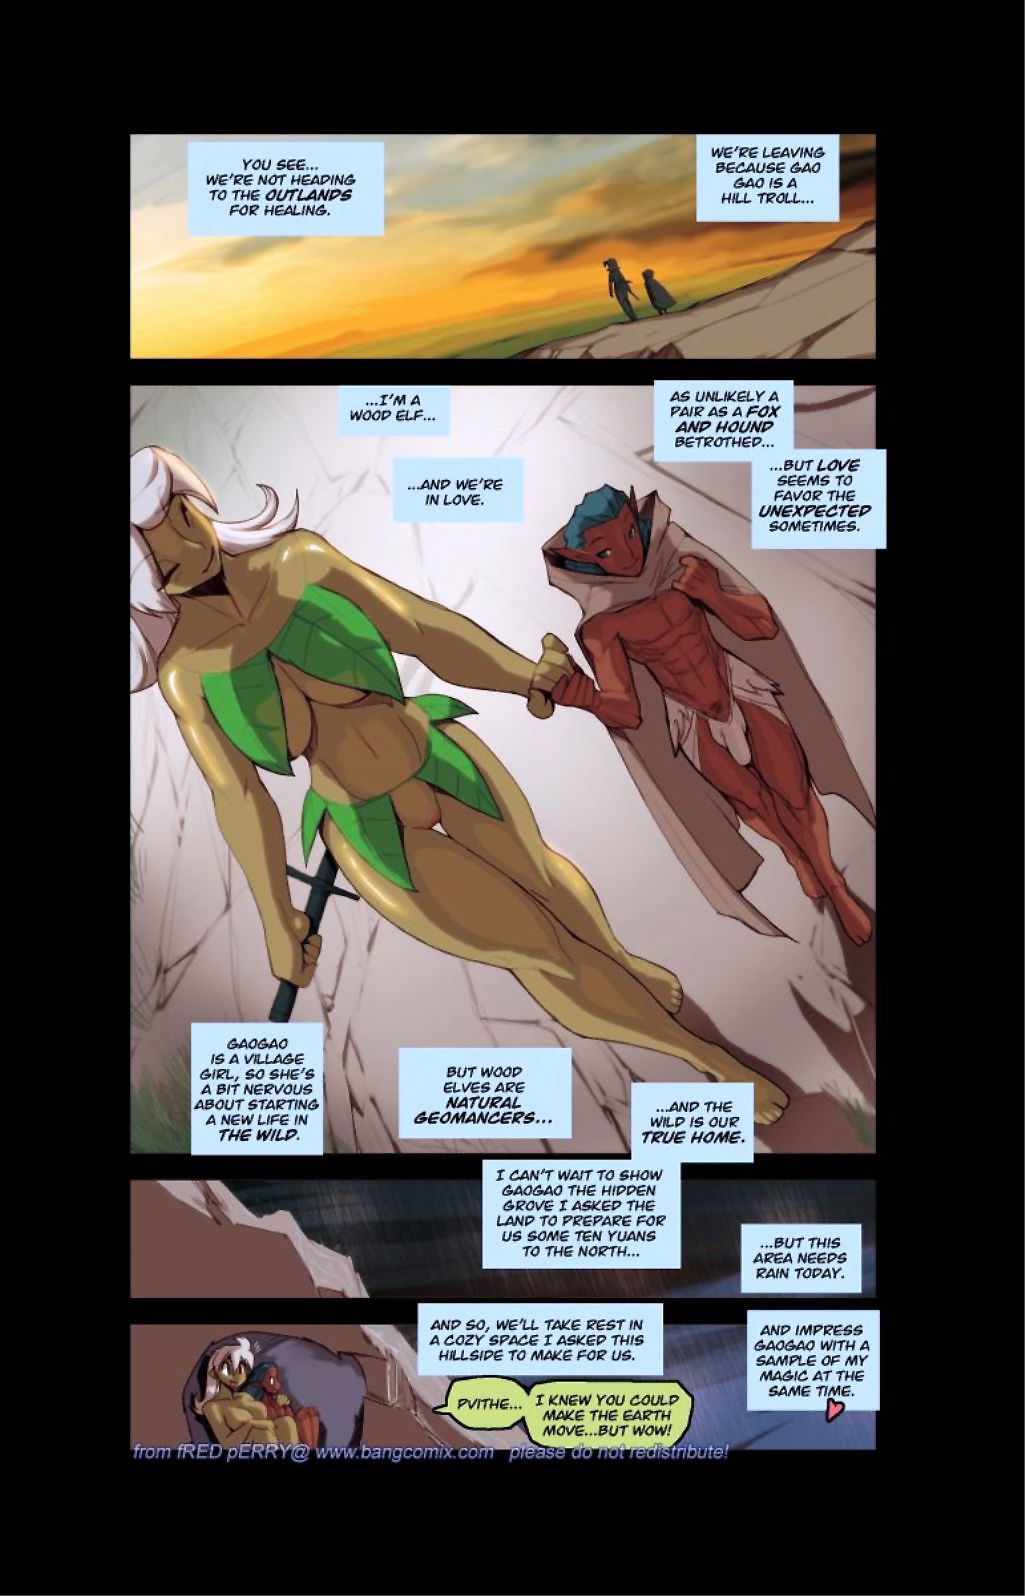 YOU SEE...
WE'RE NOT HEADING
TO THE OUTLANDS
FOR HEALING.
WE'RE LEAVING
BECAUSE GAO
GAO IS A
HILL TROLL...
...I'M A
WOOD ELF...
...AND WE'RE
IN LOVE.
AS UNLIKELY A
PAIR AS A FOX
AND HOUND
BETROTHED...
...BUT LOVE
SEEMS TO
FAVOR THE
UNEXPECTED
SOMETIMES.
GAOGAO
IS A VILLAGE
GIRL, SO SHE'S
A BIT NERVOUS
ABOUT STARTING
A NEW LIFE IN
THE WILD.
BUT WOOD
ELVES ARE
NATURAL
GEOMANCERS...
...AND THE
WILD IS OUR
TRUE HOME.
I CAN'T WAIT TO SHOW
GAOGAO THE HIDDEN
GROVE I ASKED THE
LAND TO PREPARE FOR
US SOME TEN YUANS
TO THE NORTH...
...BUT THIS
AREA NEEDS
RAIN TODAY.
AND SO, WE'LL TAKE REST IN
A COZY SPACE I ASKED THIS
HILLSIDE TO MAKE FOR US.
AND IMPRESS
GAOGAO WITH A
SAMPLE OF MY
MAGIC AT THE
SAME TIME.
PVITHE...
I KNEW YOU COULD
MAKE THE EARTH
MOVE...BUT WOW!
from fRED pERRY@ www.bangcomix.com please do not redistribute!